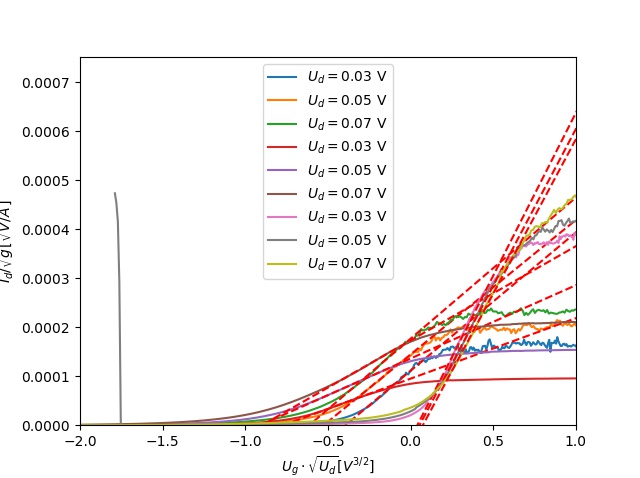 0.0007
0.0006
0.0005
0.0004
0.0003
0.0002
0.0001
0.0000
I_d/√g[√V/A]
U_d = 0.03 V
U_d = 0.05 V
U_d = 0.07 V
U_d = 0.03 V
U_d = 0.05 V
U_d = 0.07 V
U_d = 0.03 V
U_d = 0.05 V
U_d = 0.07 V
−2.0 −1.5 −1.0 −0.5 0.0 0.5 1.0
U_g · √U_d[V^{3/2}]